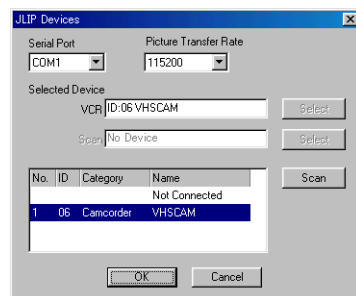 JLIP Devices
Serial Port Picture Transfer Rate
COM1 115200
Selected Device
VCR ID:06 VHSCAM Select
Scan No Device Select
No. ID Category Name Scan
Not Connected
1 06 Camcorder VHSCAM
OK Cancel